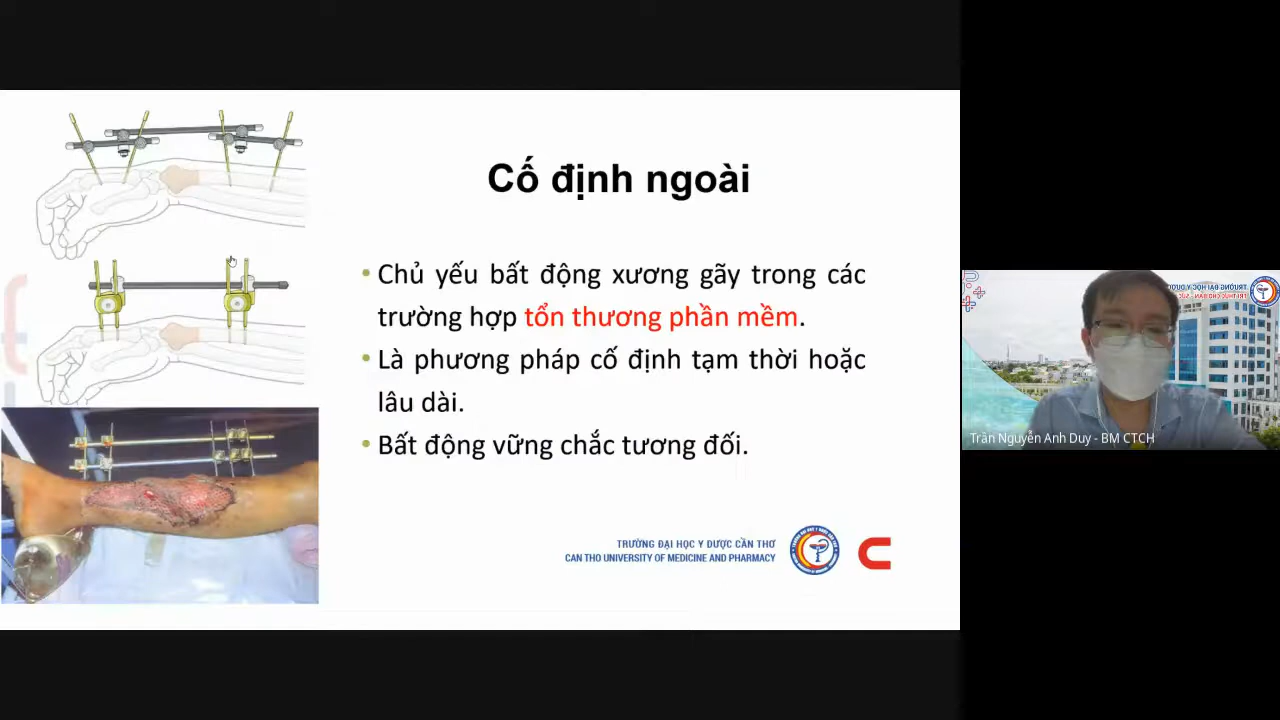 Cố định ngoài
• Chủ yếu bất động xương gãy trong các
trường hợp tổn thương phần mềm.
• Là phương pháp cố định tạm thời hoặc
lâu dài.
• Bất động vững chắc tương đối.
TRƯỜNG ĐẠI HỌC Y DƯỢC CẦN THƠ
CAN THO UNIVERSITY OF MEDICINE AND PHARMACY
Trần Nguyễn Anh Duy - BM CTCH